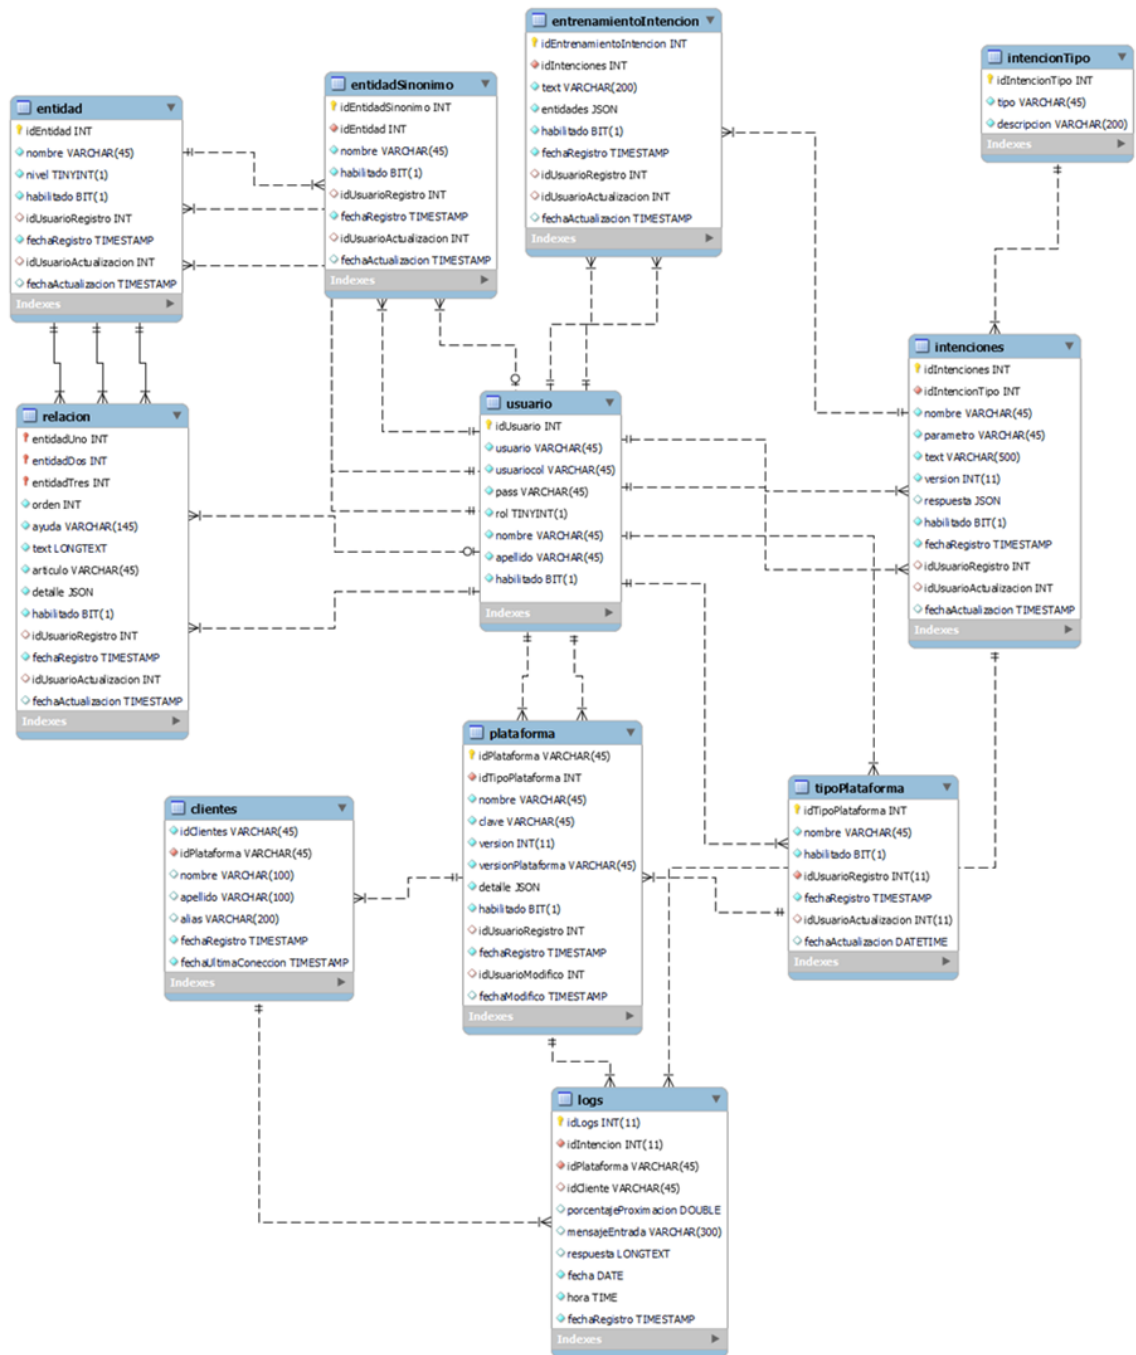 entrenamientoIntencion
idEntrenamientoIntencion INT
idIntenciones INT
text VARCHAR(200)
entidades JSON
habilitado BIT(1)
fechaRegistro TIMESTAMP
idUsuarioRegistro INT
idUsuarioActualizacion INT
fechaActualizacion TIMESTAMP
Indexes
intencionTipo
idIntencionTipo INT
tipo VARCHAR(45)
descripcion VARCHAR(200)
Indexes
entidadSinonimo
idEntidadSinonimo INT
idEntidad INT
nombre VARCHAR(45)
habilitado BIT(1)
idUsuarioRegistro INT
fechaRegistro TIMESTAMP
idUsuarioActualizacion INT
fechaActualizacion TIMESTAMP
Indexes
entidad
idEntidad INT
nombre VARCHAR(45)
nivel TINYINT(1)
habilitado BIT(1)
idUsuarioRegistro INT
fechaRegistro TIMESTAMP
idUsuarioActualizacion INT
fechaActualizacion TIMESTAMP
Indexes
intenciones
idIntenciones INT
idIntencionTipo INT
nombre VARCHAR(45)
parametro VARCHAR(45)
text VARCHAR(500)
version INT(11)
respuesta JSON
habilitado BIT(1)
fechaRegistro TIMESTAMP
idUsuarioRegistro INT
idUsuarioActualizacion INT
fechaActualizacion TIMESTAMP
Indexes
usuario
idUsuario INT
usuario VARCHAR(45)
usuariocol VARCHAR(45)
pass VARCHAR(45)
rol TINYINT(1)
nombre VARCHAR(45)
apellido VARCHAR(45)
habilitado BIT(1)
Indexes
relacion
entidadUno INT
entidadDos INT
entidadTres INT
orden INT
ayuda VARCHAR(145)
text LONGTEXT
articulo VARCHAR(45)
detalle JSON
habilitado BIT(1)
idUsuarioRegistro INT
fechaRegistro TIMESTAMP
idUsuarioActualizacion INT
fechaActualizacion TIMESTAMP
Indexes
plataforma
idPlataforma VARCHAR(45)
idTipoPlataforma INT
nombre VARCHAR(45)
clave VARCHAR(45)
version INT(11)
versionPlataforma VARCHAR(45)
detalle JSON
habilitado BIT(1)
idUsuarioRegistro INT
fechaRegistro TIMESTAMP
idUsuarioModifico INT
fechaModifico TIMESTAMP
Indexes
tipoPlataforma
idTipoPlataforma INT
nombre VARCHAR(45)
habilitado BIT(1)
idUsuarioRegistro INT(11)
fechaRegistro TIMESTAMP
idUsuarioActualizacion INT(11)
fechaActualizacion DATETIME
Indexes
clientes
idClientes VARCHAR(45)
idPlataforma VARCHAR(45)
nombre VARCHAR(100)
apellido VARCHAR(100)
alias VARCHAR(200)
fechaRegistro TIMESTAMP
fechaUltimaConeccion TIMESTAMP
Indexes
logs
idLogs INT(11)
idIntencion INT(11)
idPlataforma VARCHAR(45)
idCliente VARCHAR(45)
porcentajeProximacion DOUBLE
mensajeEntrada VARCHAR(300)
respuesta LONGTEXT
fecha DATE
hora TIME
fechaRegistro TIMESTAMP
Indexes